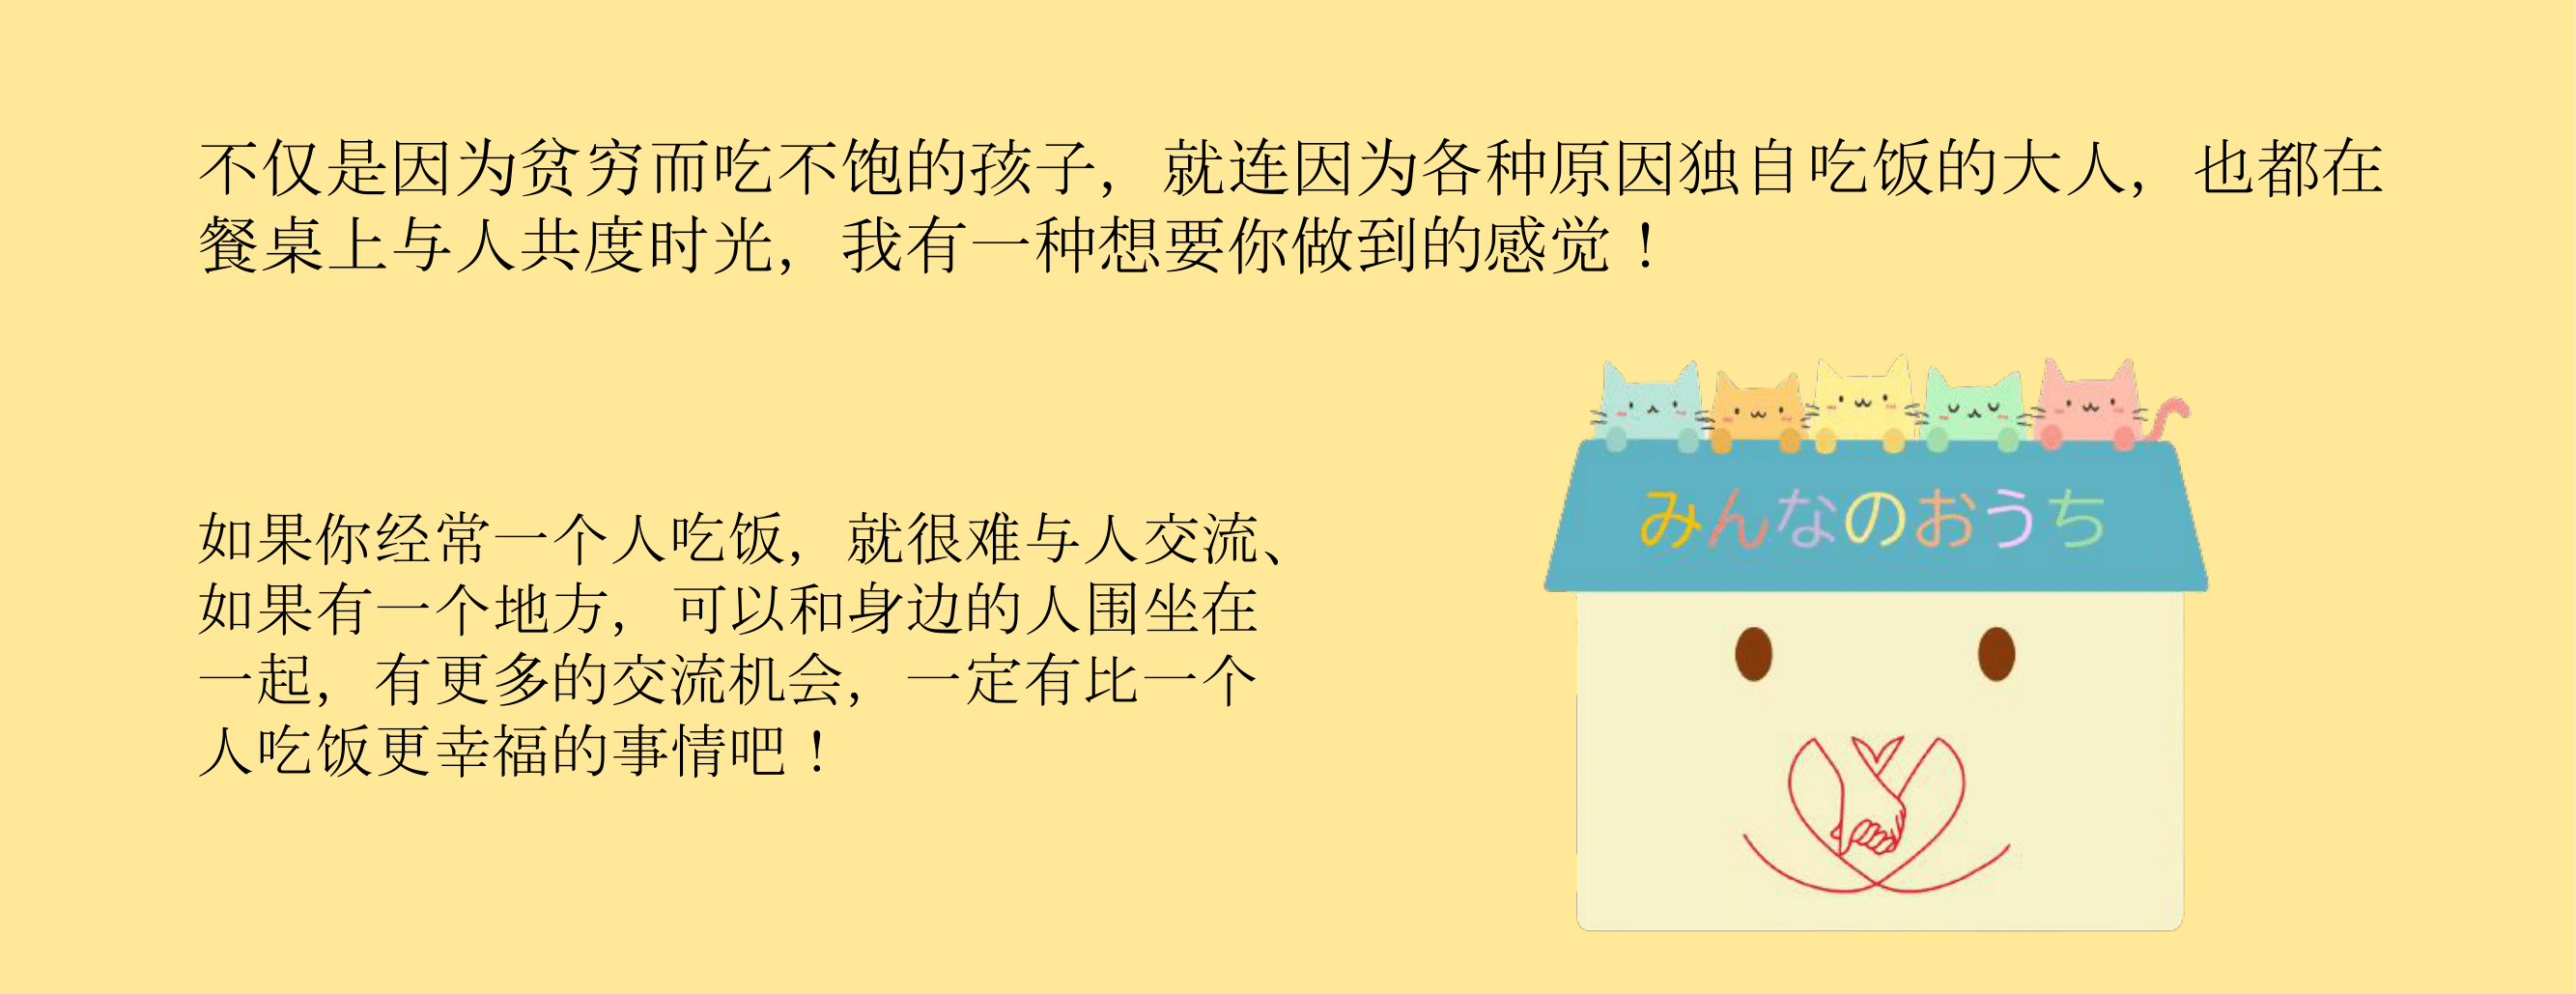 不仅是因为贫穷而吃不饱的孩子，就连因为各种原因独自吃饭的大人，也都在
餐桌上与人共度时光，我有一种想要你做到的感觉！
如果你经常一个人吃饭，就很难与人交流、
如果有一个地方，可以和身边的人围坐在
一起，有更多的交流机会，一定有比一个
人吃饭更幸福的事情吧！
みんなのおうち